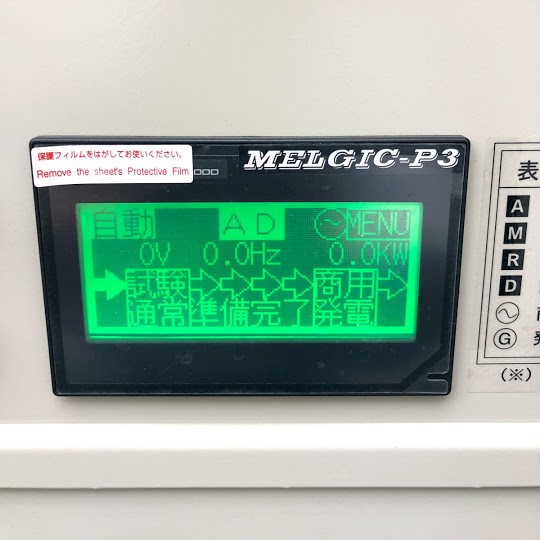 保護フィルムをはがしてお使いください。
Remove the sheet's Protective Film
000
MELGIC-P3
自動 AD MENU
0V 0.0Hz 0.0KW
試験 商用
通常準備完了発電
表
A
M
R
D
G
(※)